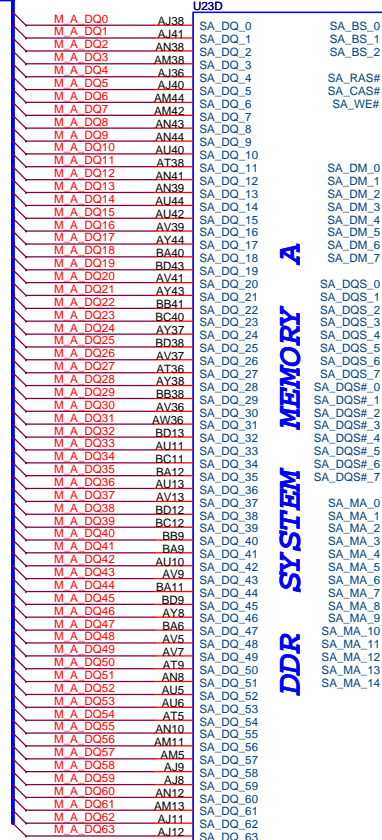 U23D
M_A_DQ0 AJ38 SA_DQ_0 SA_BS_0
M_A_DQ1 AJ41 SA_DQ_1 SA_BS_1
M_A_DQ2 AN38 SA_DQ_2 SA_BS_2
M_A_DQ3 AM38 SA_DQ_3
M_A_DQ4 AJ36 SA_DQ_4 SA_RAS#
M_A_DQ5 AJ40 SA_DQ_5 SA_CAS#
M_A_DQ6 AM44 SA_DQ_6 SA_WE#
M_A_DQ7 AM42 SA_DQ_7
M_A_DQ8 AN43 SA_DQ_8
M_A_DQ9 AN44 SA_DQ_9
M_A_DQ10 AU40 SA_DQ_10
M_A_DQ11 AT38 SA_DQ_11 SA_DM_0
M_A_DQ12 AN41 SA_DQ_12 SA_DM_1
M_A_DQ13 AN39 SA_DQ_13 SA_DM_2
M_A_DQ14 AU44 SA_DQ_14 SA_DM_3
M_A_DQ15 AU42 SA_DQ_15 SA_DM_4
M_A_DQ16 AV39 SA_DQ_16 SA_DM_5
M_A_DQ17 AY44 SA_DQ_17 SA_DM_6
M_A_DQ18 BA40 SA_DQ_18 SA_DM_7
M_A_DQ19 BD43 SA_DQ_19
M_A_DQ20 AV41 SA_DQ_20 SA_DQS_0
M_A_DQ21 AY43 SA_DQ_21 SA_DQS_1
M_A_DQ22 BB41 SA_DQ_22 SA_DQS_2
M_A_DQ23 BC40 SA_DQ_23 SA_DQS_3
M_A_DQ24 AY37 SA_DQ_24 SA_DQS_4
M_A_DQ25 BD38 SA_DQ_25 SA_DQS_5
M_A_DQ26 AV37 SA_DQ_26 SA_DQS_6
M_A_DQ27 AT36 SA_DQ_27 SA_DQS_7
M_A_DQ28 AY38 SA_DQ_28 SA_DQS#_0
M_A_DQ29 BB38 SA_DQ_29 SA_DQS#_1
M_A_DQ30 AV36 SA_DQ_30 SA_DQS#_2
M_A_DQ31 AW36 SA_DQ_31 SA_DQS#_3
M_A_DQ32 BD13 SA_DQ_32 SA_DQS#_4
M_A_DQ33 AU11 SA_DQ_33 SA_DQS#_5
M_A_DQ34 BC11 SA_DQ_34 SA_DQS#_6
M_A_DQ35 BA12 SA_DQ_35 SA_DQS#_7
M_A_DQ36 AU13 SA_DQ_36
M_A_DQ37 AV13 SA_DQ_37 SA_MA_0
M_A_DQ38 BD12 SA_DQ_38 SA_MA_1
M_A_DQ39 BC12 SA_DQ_39 SA_MA_2
M_A_DQ40 BB9 SA_DQ_40 SA_MA_3
M_A_DQ41 BA9 SA_DQ_41 SA_MA_4
M_A_DQ42 AU10 SA_DQ_42 SA_MA_5
M_A_DQ43 AV9 SA_DQ_43 SA_MA_6
M_A_DQ44 BA11 SA_DQ_44 SA_MA_7
M_A_DQ45 BD9 SA_DQ_45 SA_MA_8
M_A_DQ46 AY8 SA_DQ_46 SA_MA_9
M_A_DQ47 BA6 SA_DQ_47 SA_MA_10
M_A_DQ48 AV5 SA_DQ_48 SA_MA_11
M_A_DQ49 AV7 SA_DQ_49 SA_MA_12
M_A_DQ50 AT9 SA_DQ_50 SA_MA_13
M_A_DQ51 AN8 SA_DQ_51 SA_MA_14
M_A_DQ52 AU5 SA_DQ_52
M_A_DQ53 AU6 SA_DQ_53
M_A_DQ54 AT5 SA_DQ_54
M_A_DQ55 AN10 SA_DQ_55
M_A_DQ56 AM11 SA_DQ_56
M_A_DQ57 AM5 SA_DQ_57
M_A_DQ58 AJ9 SA_DQ_58
M_A_DQ59 AJ8 SA_DQ_59
M_A_DQ60 AN12 SA_DQ_60
M_A_DQ61 AM13 SA_DQ_61
M_A_DQ62 AJ11 SA_DQ_62
M_A_DQ63 AJ12 SA_DQ_63
DDR SYSTEM MEMORY A